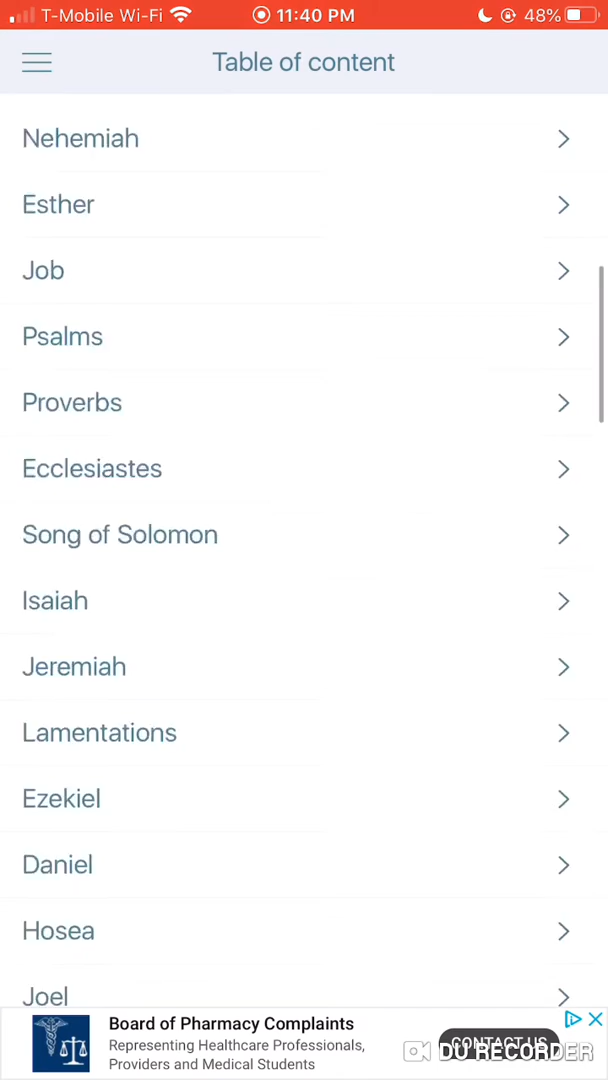 T-Mobile Wi-Fi 11:40 PM 48%
Table of content
Nehemiah
Esther
Job
Psalms
Proverbs
Ecclesiastes
Song of Solomon
Isaiah
Jeremiah
Lamentations
Ezekiel
Daniel
Hosea
Joel
Board of Pharmacy Complaints
Representing Healthcare Professionals,
Providers and Medical Students
CONTACT US
DU RECORDER